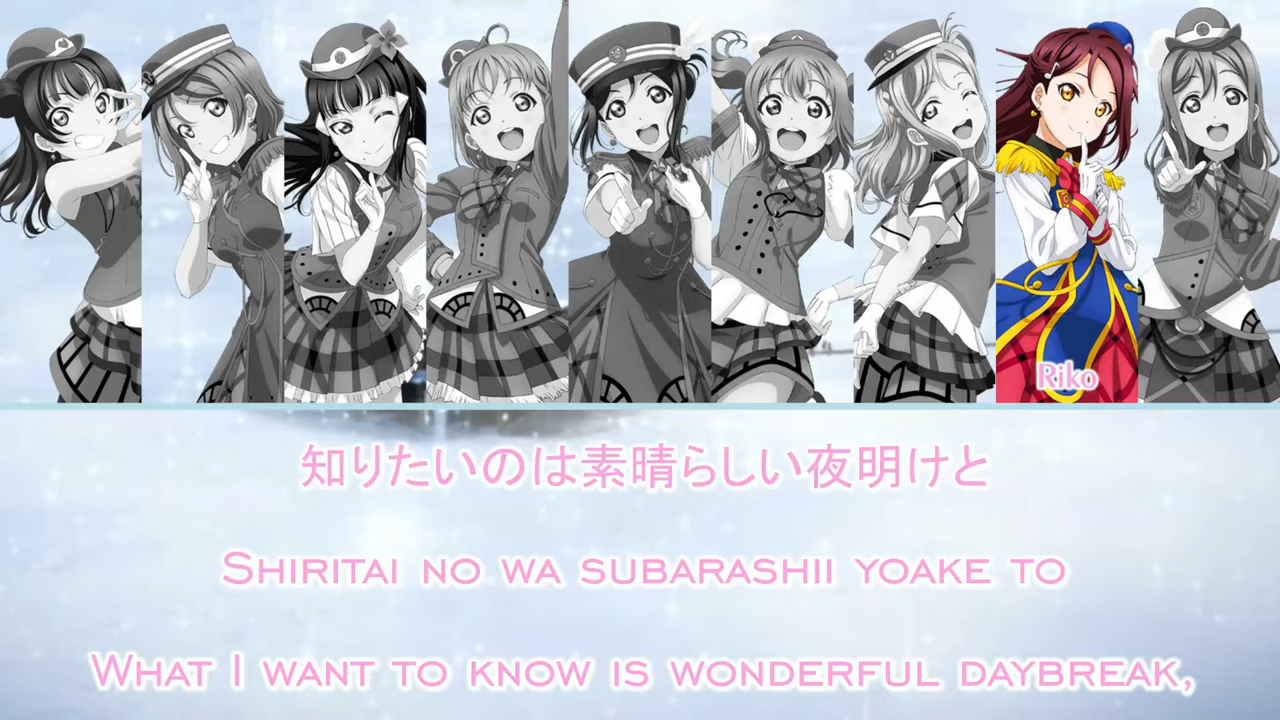 Riko
知りたいのは素晴らしい夜明けと
Shiritai no wa subarashii yoake to
What I want to know is wonderful daybreak,